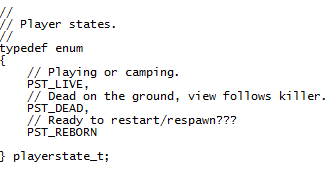 //
// Player states.
//
typedef enum
{
    // Playing or camping.
    PST_LIVE,
    // Dead on the ground, view follows killer.
    PST_DEAD,
    // Ready to restart/respawn???
    PST_REBORN

} playerstate_t;